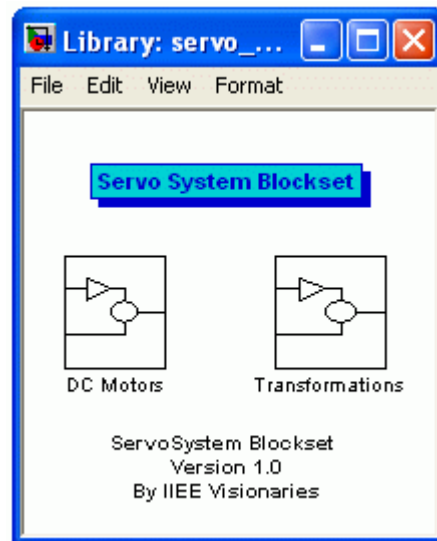 Library: servo_...
File Edit View Format
Servo System Blockset
DC Motors Transformations
ServoSystem Blockset
Version 1.0
By IIEE Visionaries